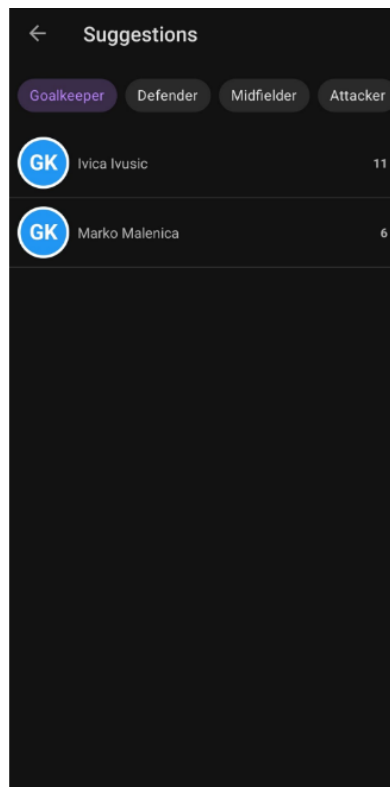 Suggestions
Goalkeeper Defender Midfielder Attacker
GK Ivica Ivusic 11
GK Marko Malenica 6